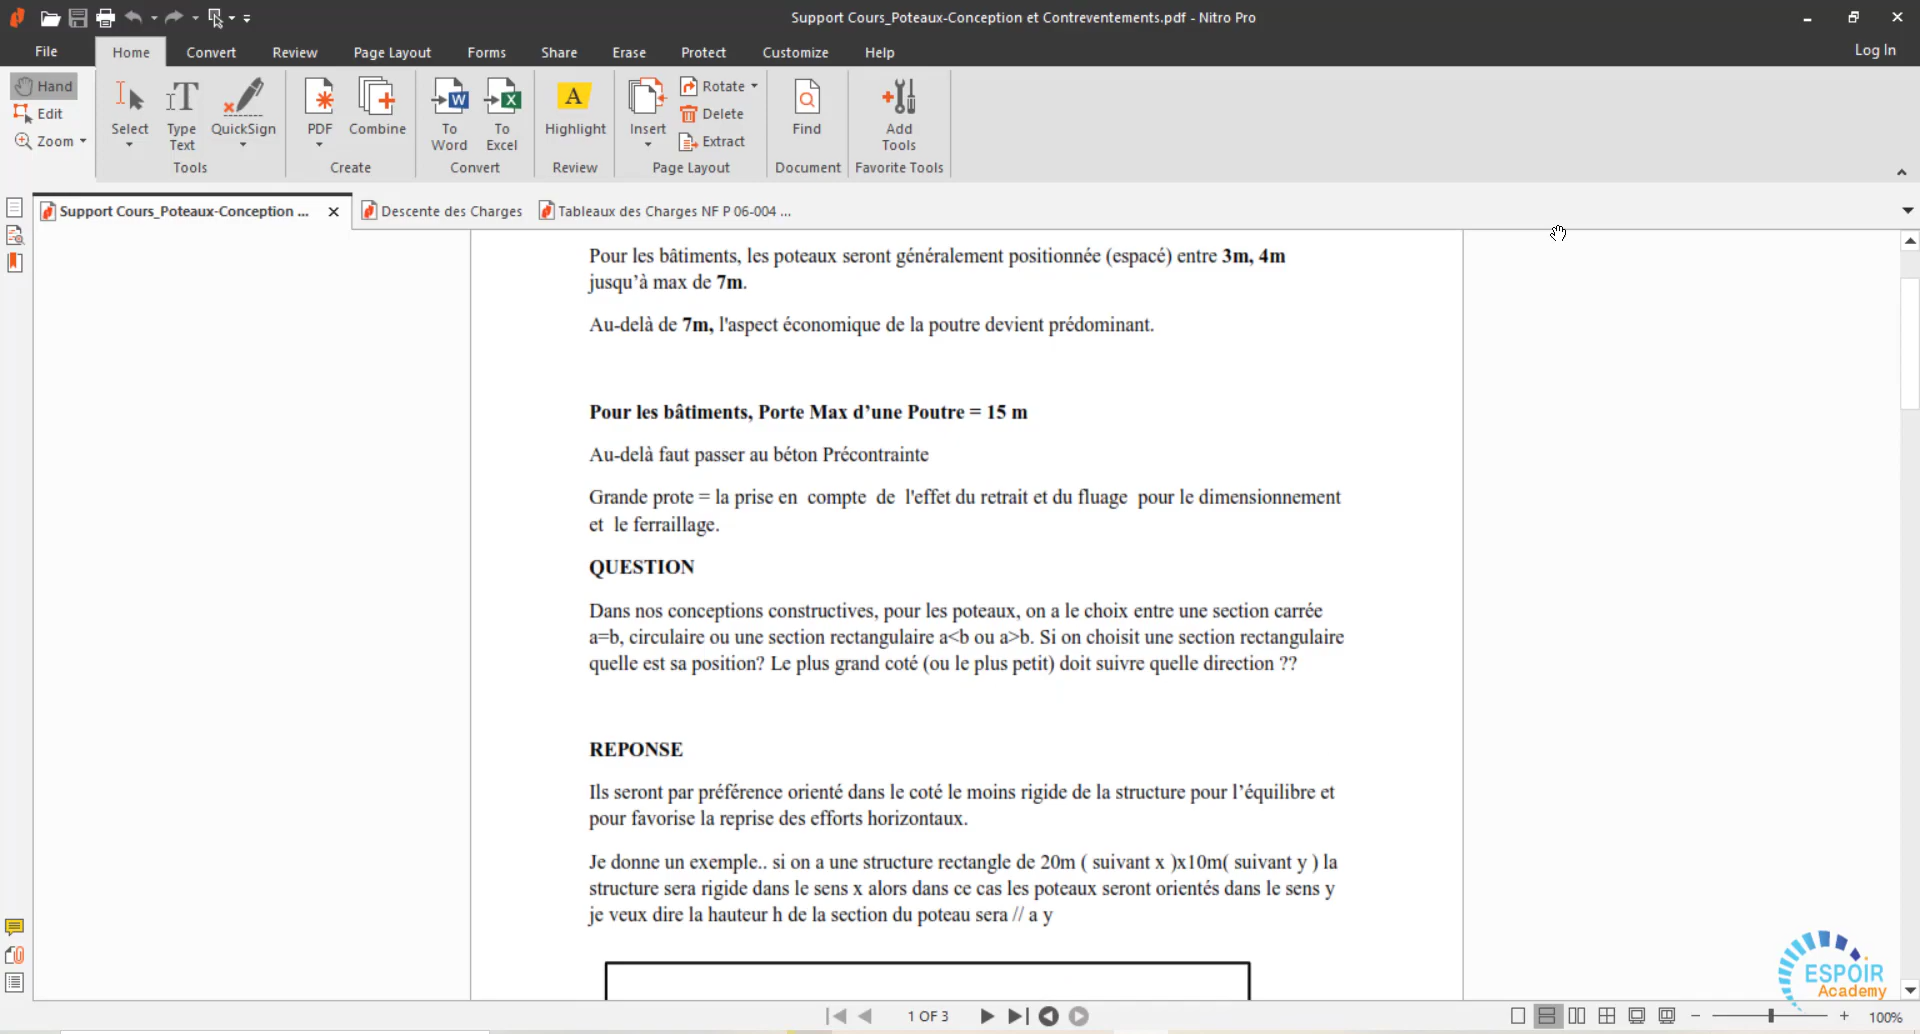 Support Cours_Poteaux-Conception et Contreventements.pdf - Nitro Pro
File Home Convert Review Page Layout Forms Share Erase Protect Customize Help Log In
Hand
Edit
Zoom
Select
Type Text
QuickSign
Tools
PDF
Combine
Create
To Word
To Excel
Convert
A
Highlight
Review
Insert
Rotate
Delete
Extract
Page Layout
Find
Document
Add Tools
Favorite Tools
Support Cours_Poteaux-Conception ... Descente des Charges Tableaux des Charges NF P 06-004 ...
Pour les bâtiments, les poteaux seront généralement positionnée (espacé) entre 3m, 4m
jusqu'à max de 7m.
Au-delà de 7m, l'aspect économique de la poutre devient prédominant.
Pour les bâtiments, Porte Max d'une Poutre = 15 m
Au-delà faut passer au béton Précontrainte
Grande prote = la prise en compte de l'effet du retrait et du fluage pour le dimensionnement
et le ferraillage.
QUESTION
Dans nos conceptions constructives, pour les poteaux, on a le choix entre une section carrée
a=b, circulaire ou une section rectangulaire a<b ou a>b. Si on choisit une section rectangulaire
quelle est sa position? Le plus grand coté (ou le plus petit) doit suivre quelle direction ??
REPONSE
Ils seront par préférence orienté dans le coté le moins rigide de la structure pour l'équilibre et
pour favorise la reprise des efforts horizontaux.
Je donne un exemple.. si on a une structure rectangle de 20m ( suivant x )x10m( suivant y ) la
structure sera rigide dans le sens x alors dans ce cas les poteaux seront orientés dans le sens y
je veux dire la hauteur h de la section du poteau sera // a y
ESPOIR
Academy
1 OF 3
100%